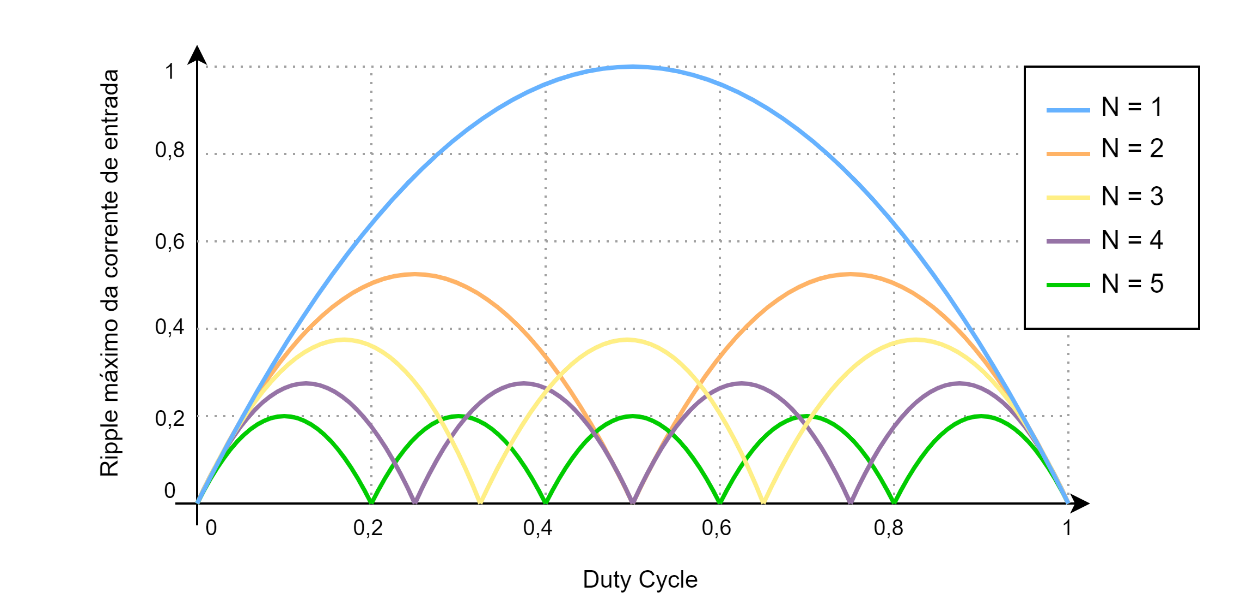 Ripple máximo da corrente de entrada
1
0,8
0,6
0,4
0,2
0
0 0,2 0,4 0,6 0,8 1
Duty Cycle
N = 1
N = 2
N = 3
N = 4
N = 5